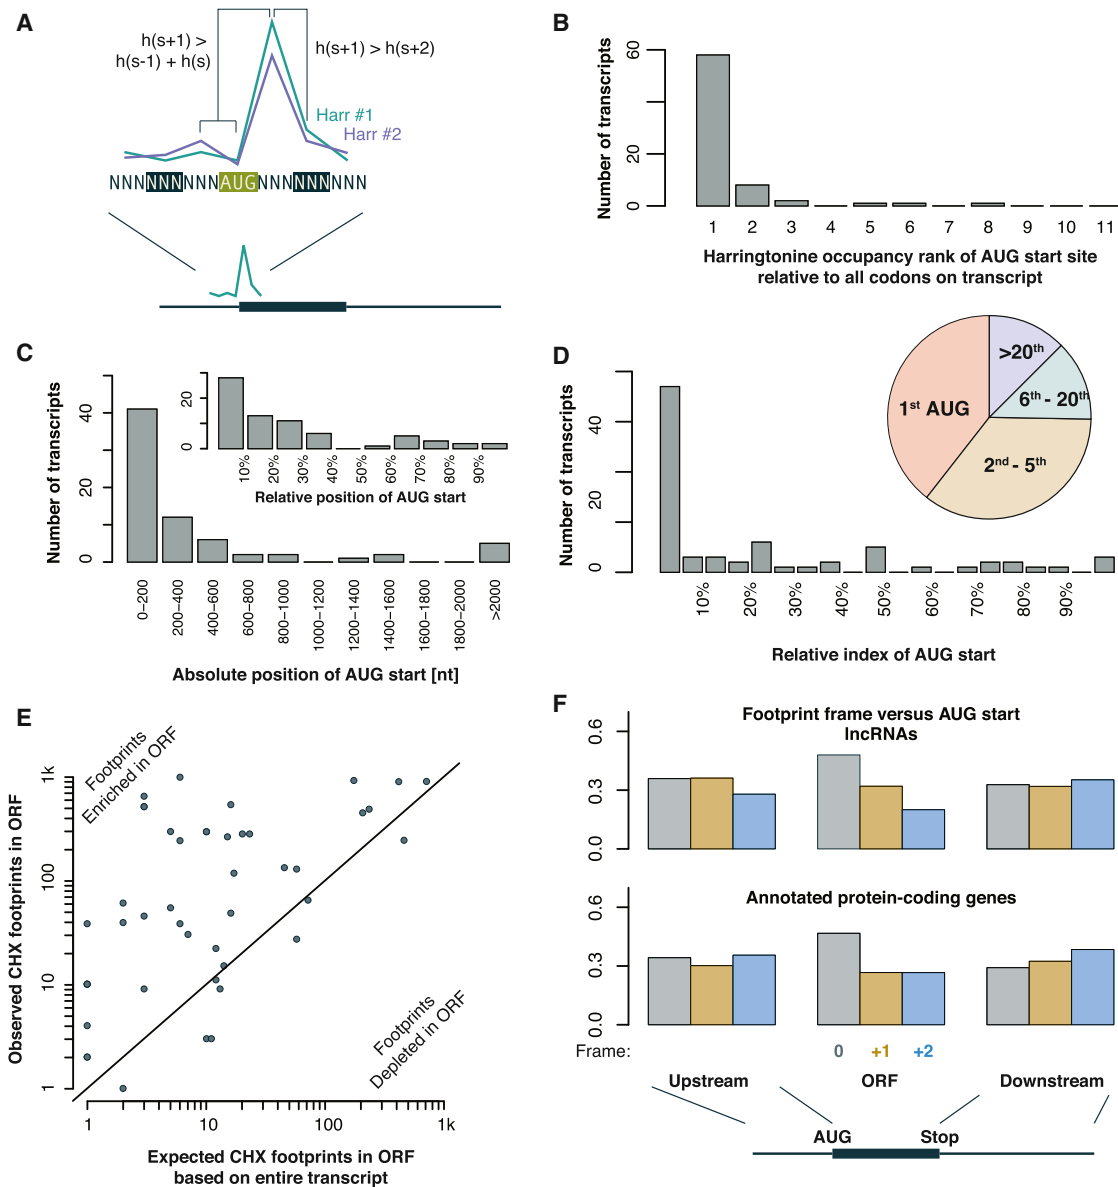 A
h(s+1) >
h(s-1) + h(s)
h(s+1) > h(s+2)
Harr #1
Harr #2
NNNNNNNNNAUGNNNNNNNNN
B
Number of transcripts
60
20
0
1 2 3 4 5 6 7 8 9 10 11
Harringtonine occupancy rank of AUG start site
relative to all codons on transcript
C
Number of transcripts
40
20
0
0–200 200–400 400–600 600–800 800–1000 1000–1200 1200–1400 1400–1600 1600–1800 1800–2000 >2000
Absolute position of AUG start [nt]
20
0
10% 20% 30% 40% 50% 60% 70% 80% 90%
Relative position of AUG start
D
Number of transcripts
40
20
0
10% 20% 30% 40% 50% 60% 70% 80% 90%
Relative index of AUG start
>20th
6th - 20th
1st AUG
2nd - 5th
E
Footprints
Enriched in ORF
Observed CHX footprints in ORF
1k
100
10
1
Footprints
Depleted in ORF
1 10 100 1k
Expected CHX footprints in ORF
based on entire transcript
F
Footprint frame versus AUG start
lncRNAs
0.6
0.3
0.0
Annotated protein-coding genes
0.6
0.3
0.0
Frame: 0 +1 +2
Upstream ORF Downstream
AUG Stop